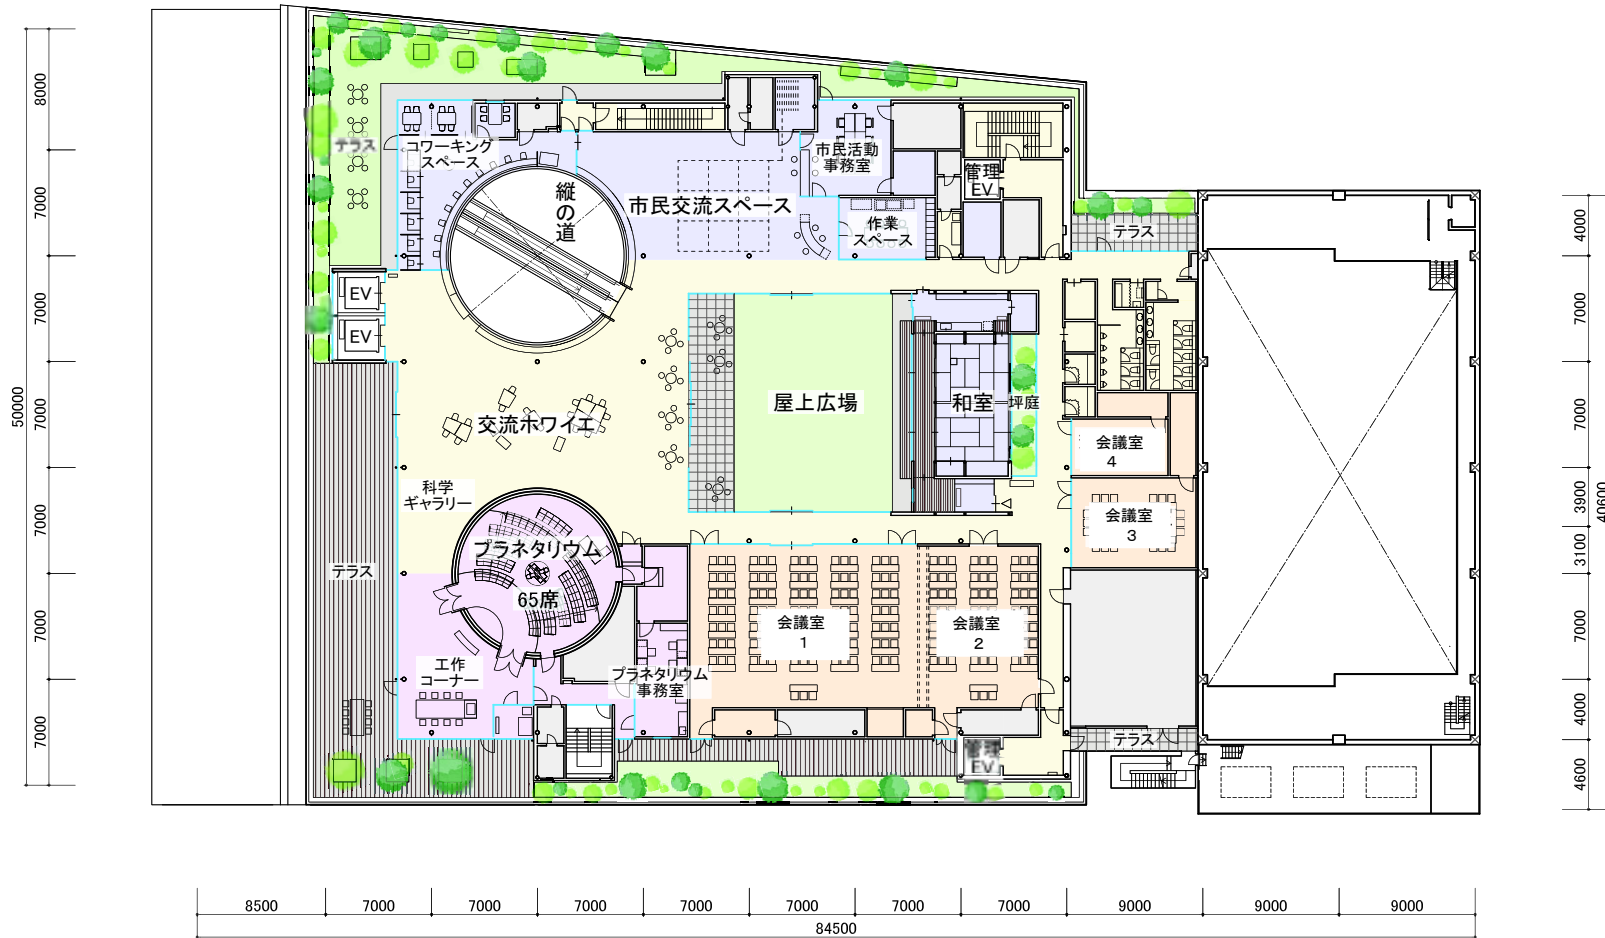 8000
7000
7000
7000
7000
7000
7000
50000
テラス
コワーキング
スペース
縦の道
市民交流スペース
市民活動
事務室
作業
スペース
管理
EV
テラス
EV
EV
交流ホワイエ
屋上広場
和室
坪庭
会議室
4
会議室
3
科学
ギャラリー
プラネタリウム
65席
テラス
工作
コーナー
プラネタリウム
事務室
会議室
1
会議室
2
管理
EV
テラス
4000
7000
7000
3900
3100
7000
4000
4600
40600
8500
7000
7000
7000
7000
7000
7000
7000
9000
9000
9000
84500